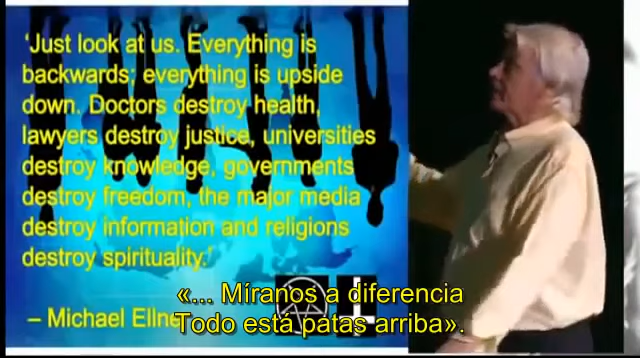 ‘Just look at us. Everything is
backwards; everything is upside
down. Doctors destroy health,
lawyers destroy justice, universities
destroy knowledge, governments
destroy freedom, the major media
destroy information and religions
destroy spirituality.’
– Michael Ellne
«... Míranos a diferencia
Todo está patas arriba».